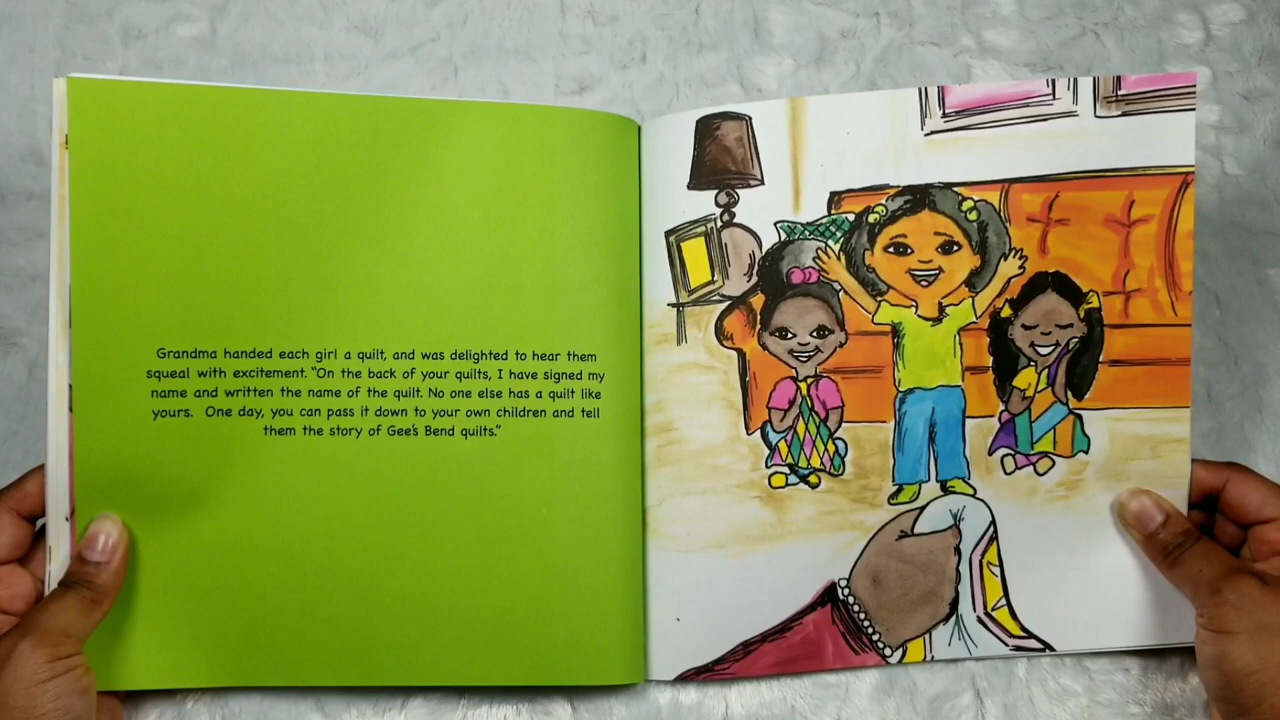 Grandma handed each girl a quilt, and was delighted to hear them
squeal with excitement. "On the back of your quilts, I have signed my
name and written the name of the quilt. No one else has a quilt like
yours.  One day, you can pass it down to your own children and tell
them the story of Gee's Bend quilts."